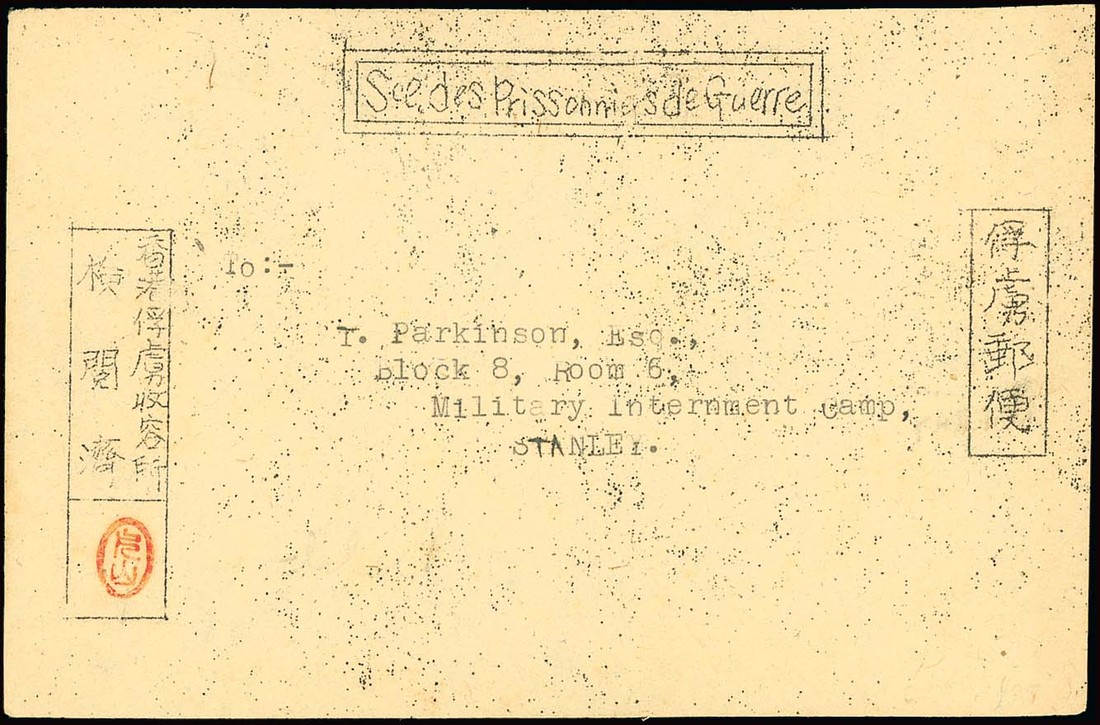 Sce. des Prissonniers de Guerre
香港俘虜收容所
検閲濟
俘虜郵便
To:-
T. Parkinson, Esq.,
Block 8, Room 6,
Military Internment Camp,
STANLEY.